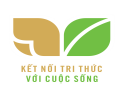 KẾT NỐI TRI THỨC
VỚI CUỘC SỐNG